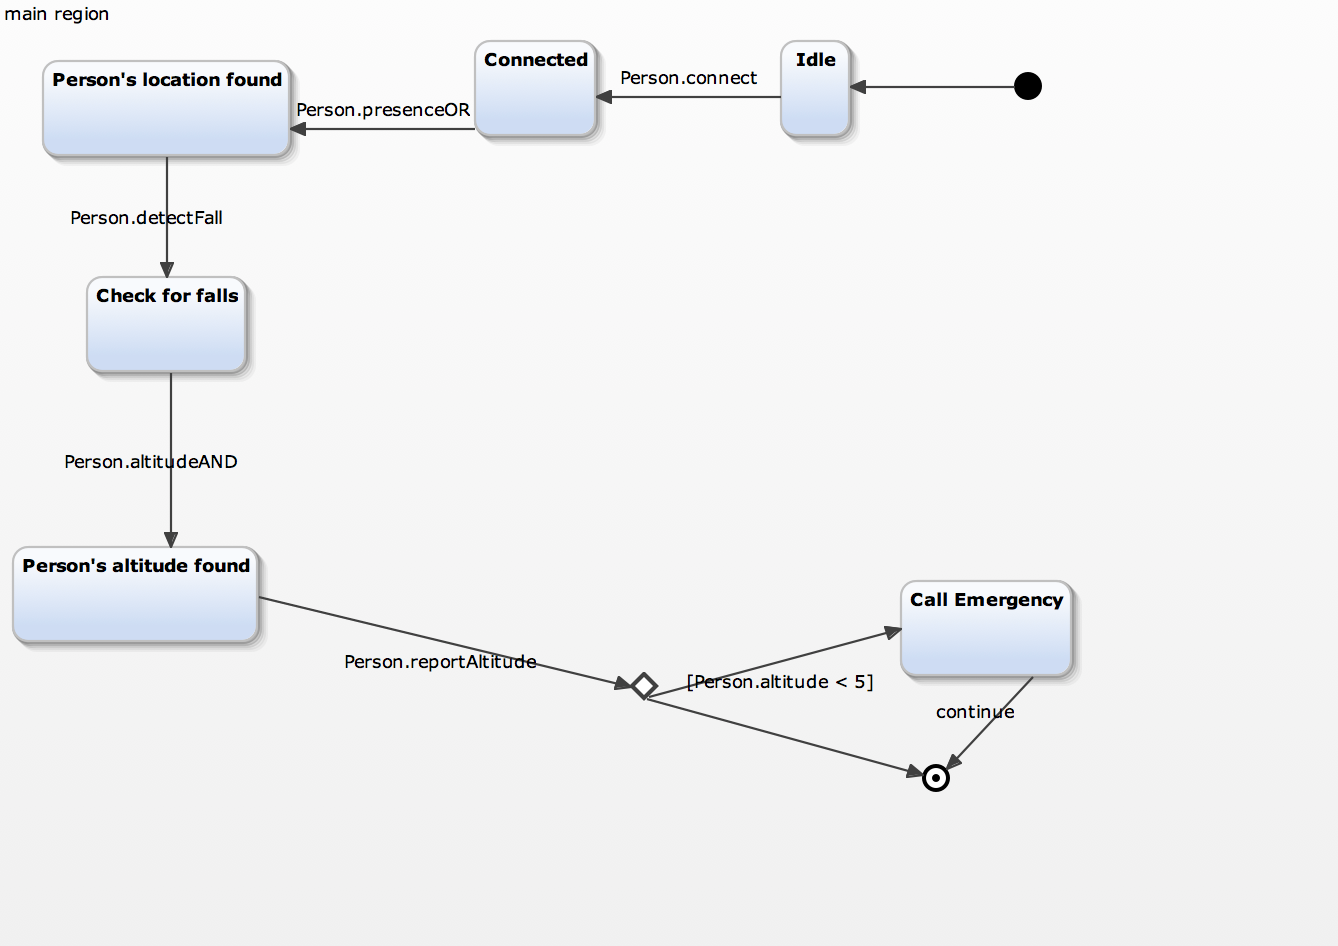 main region
Person's location found
Person.presenceOR
Connected
Person.connect
Idle
Person.detectFall
Check for falls
Person.altitudeAND
Person's altitude found
Person.reportAltitude
[Person.altitude < 5]
Call Emergency
continue